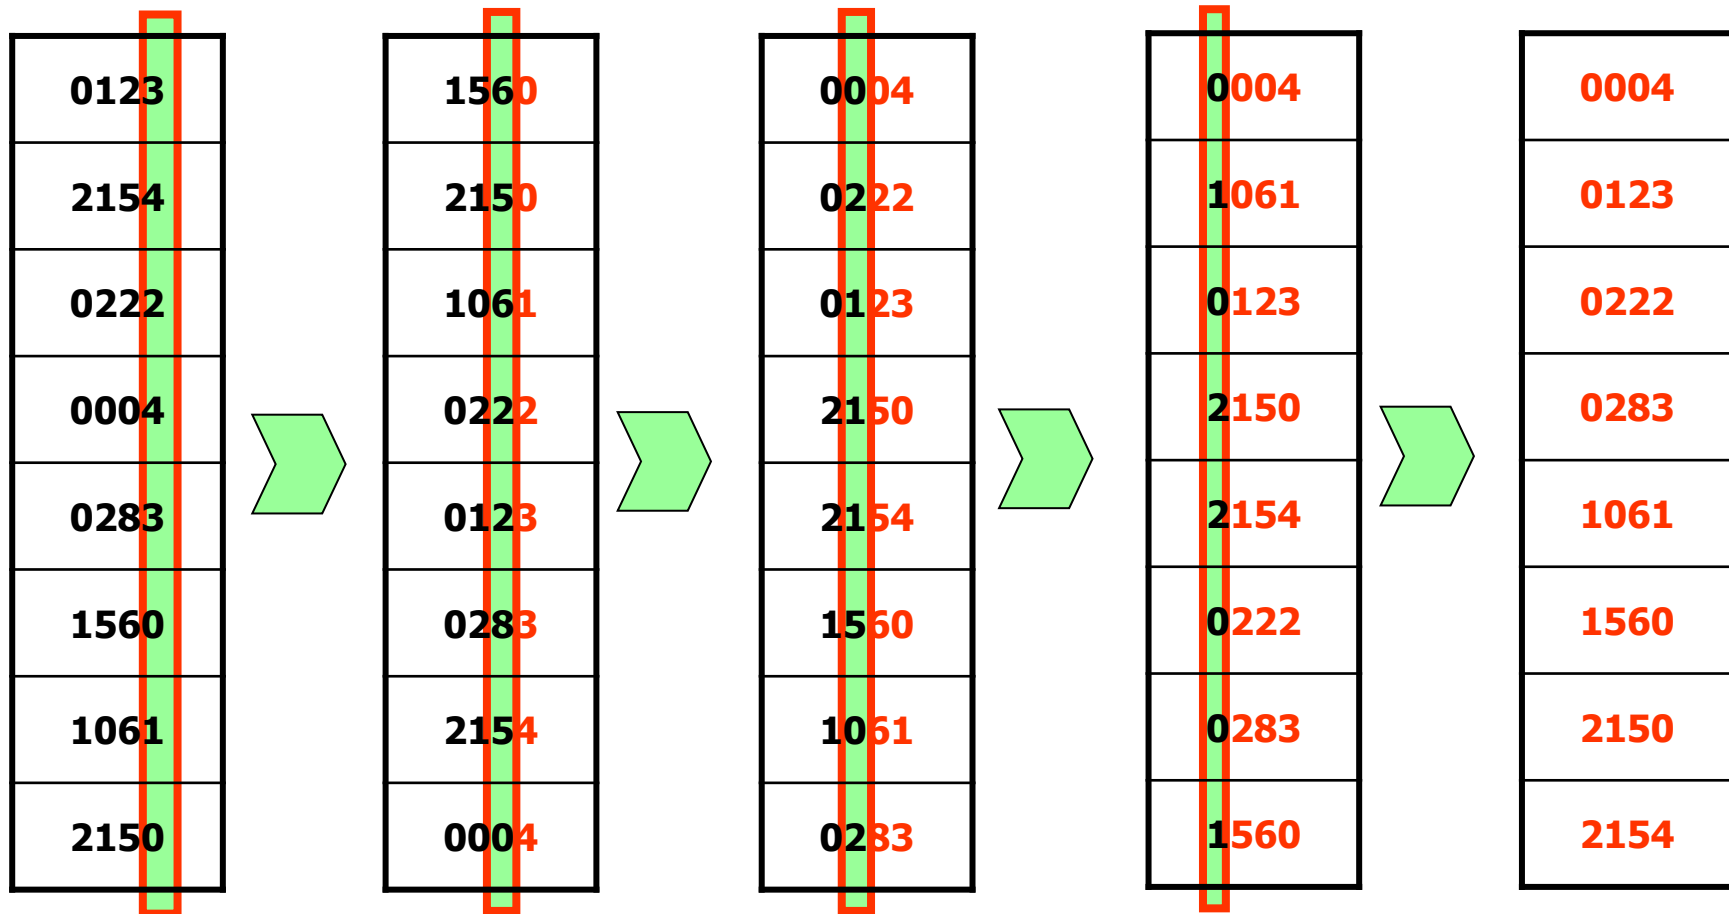 0123 1560 0004 0004 0004
2154 2150 0222 1061 0123
0222 1061 0123 0123 0222
0004 0222 2150 2150 0283
0283 0123 2154 2154 1061
1560 0283 1560 0222 1560
1061 2154 1061 0283 2150
2150 0004 0283 1560 2154